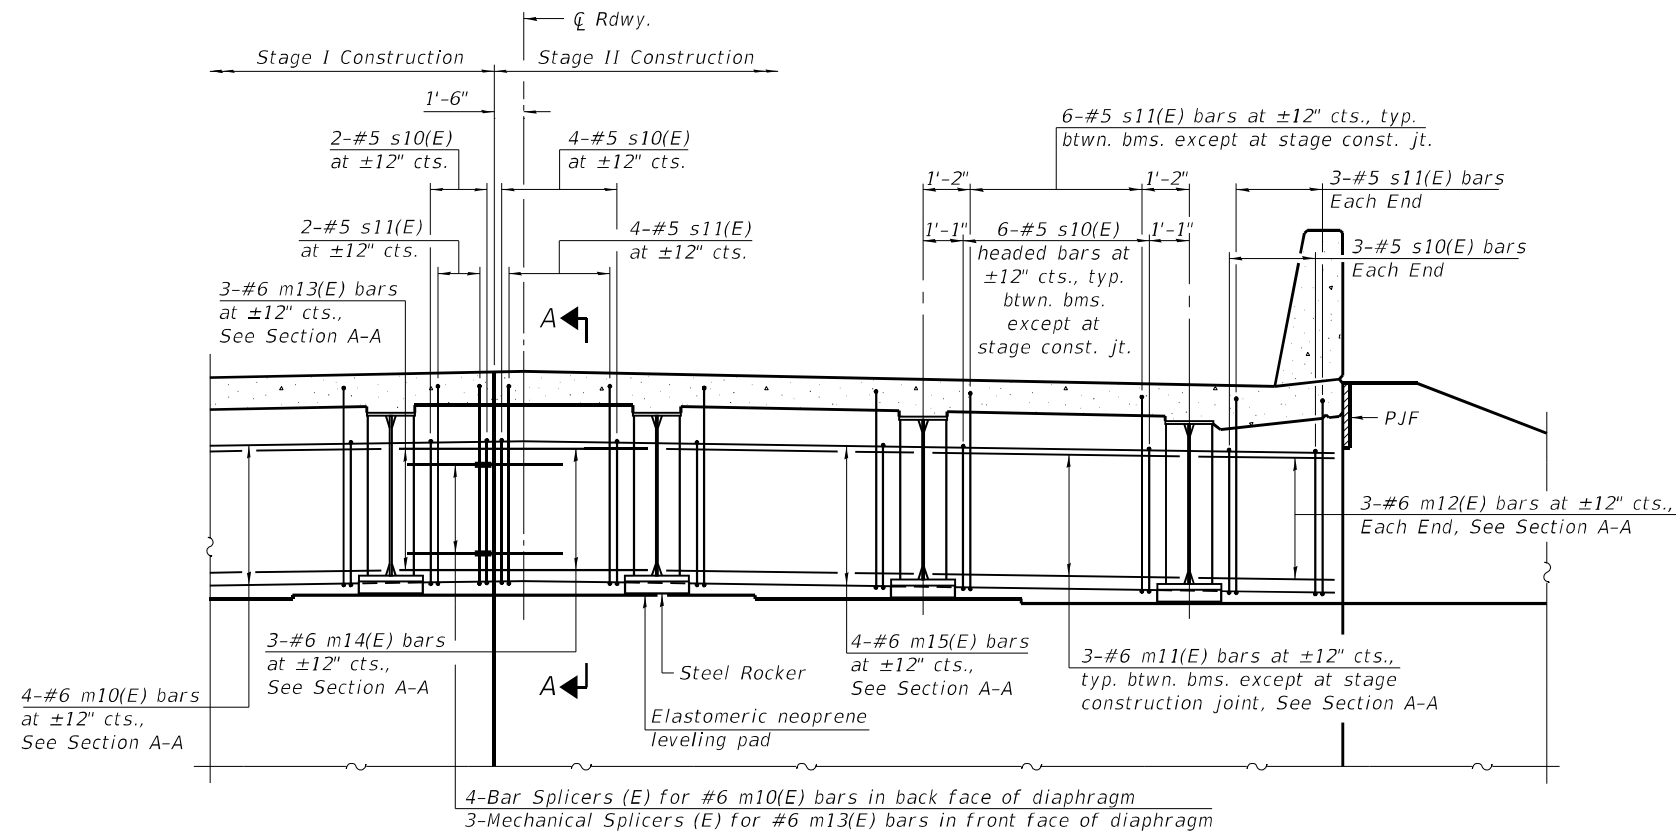 ℄ Rdwy.
Stage I Construction
Stage II Construction
1'-6"
2-#5 s10(E)
at ±12" cts.
4-#5 s10(E)
at ±12" cts.
6-#5 s11(E) bars at ±12" cts., typ.
btwn. bms. except at stage const. jt.
1'-2"
1'-2"
3-#5 s11(E) bars
Each End
2-#5 s11(E)
at ±12" cts.
4-#5 s11(E)
at ±12" cts.
1'-1"
6-#5 s10(E)
headed bars at
±12" cts., typ.
btwn. bms.
except at
stage const. jt.
1'-1"
3-#5 s10(E) bars
Each End
3-#6 m13(E) bars
at ±12" cts.,
See Section A-A
A
PJF
3-#6 m12(E) bars at ±12" cts.,
Each End, See Section A-A
3-#6 m14(E) bars
at ±12" cts.,
See Section A-A
A
Steel Rocker
4-#6 m15(E) bars
at ±12" cts.,
See Section A-A
3-#6 m11(E) bars at ±12" cts.,
typ. btwn. bms. except at stage
construction joint, See Section A-A
4-#6 m10(E) bars
at ±12" cts.,
See Section A-A
Elastomeric neoprene
leveling pad
4-Bar Splicers (E) for #6 m10(E) bars in back face of diaphragm
3-Mechanical Splicers (E) for #6 m13(E) bars in front face of diaphragm